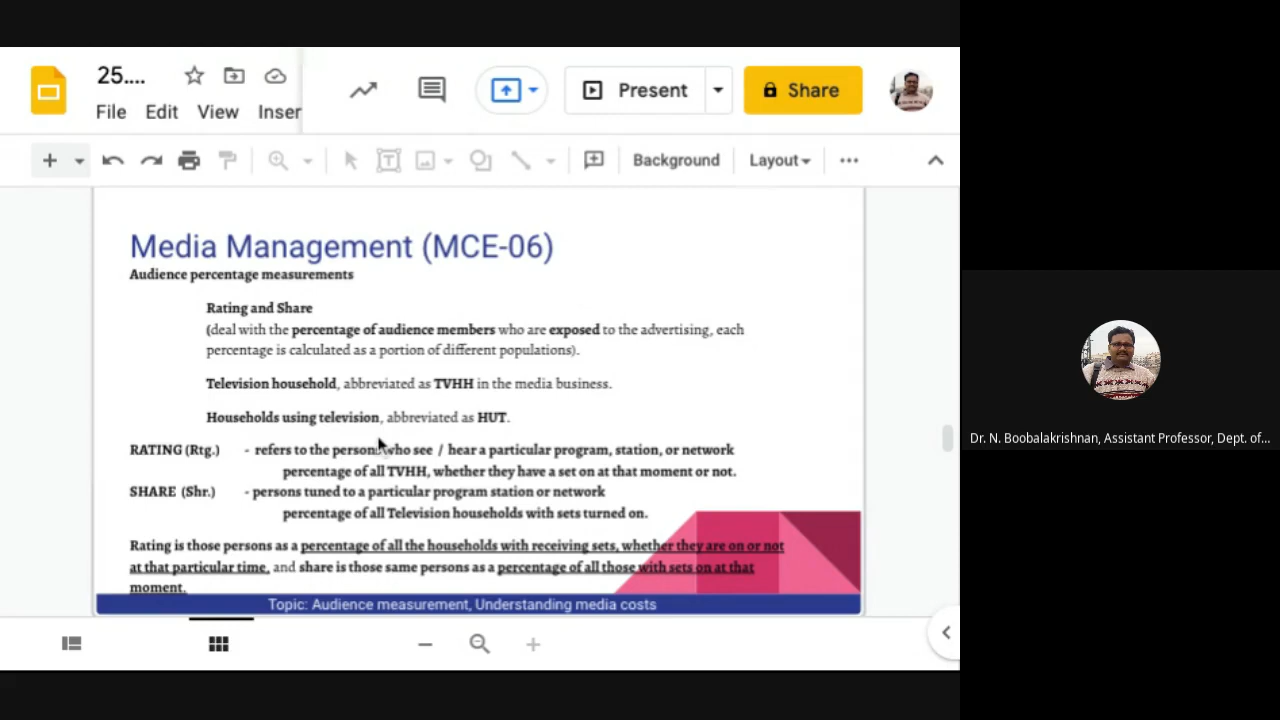 25....
File Edit View Inser
Present
Share
Background Layout
Media Management (MCE-06)
Audience percentage measurements
Rating and Share
(deal with the percentage of audience members who are exposed to the advertising, each
percentage is calculated as a portion of different populations).
Television household, abbreviated as TVHH in the media business.
Households using television, abbreviated as HUT.
RATING (Rtg.) - refers to the persons who see / hear a particular program, station, or network
percentage of all TVHH, whether they have a set on at that moment or not.
SHARE (Shr.) - persons tuned to a particular program station or network
percentage of all Television households with sets turned on.
Rating is those persons as a percentage of all the households with receiving sets, whether they are on or not
at that particular time, and share is those same persons as a percentage of all those with sets on at that
moment.
Topic: Audience measurement, Understanding media costs
Dr. N. Boobalakrishnan, Assistant Professor, Dept. of...